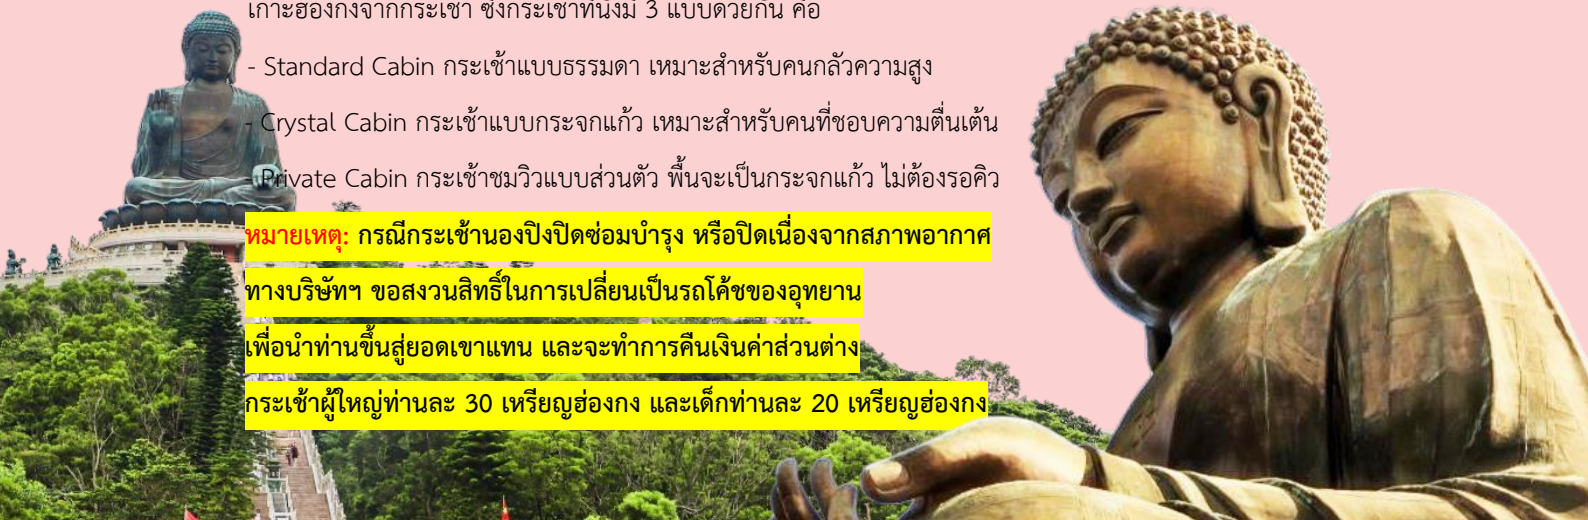 เกาะฮ่องกงจากกระเช้า ซึ่งกระเช้าที่นั่งมี 3 แบบด้วยกัน คือ
- Standard Cabin กระเช้าแบบธรรมดา เหมาะสำหรับคนกลัวความสูง
- Crystal Cabin กระเช้าแบบกระจกแก้ว เหมาะสำหรับคนที่ชอบความตื่นเต้น
- Private Cabin กระเช้าชมวิวแบบส่วนตัว พื้นจะเป็นกระจกแก้ว ไม่ต้องรอคิว
หมายเหตุ: กรณีกระเช้านองปิงปิดซ่อมบำรุง หรือปิดเนื่องจากสภาพอากาศ
ทางบริษัทฯ ขอสงวนสิทธิ์ในการเปลี่ยนเป็นรถโค้ชของอุทยาน
เพื่อนำท่านขึ้นสู่ยอดเขาแทน และจะทำการคืนเงินค่าส่วนต่าง
กระเช้าผู้ใหญ่ท่านละ 30 เหรียญฮ่องกง และเด็กท่านละ 20 เหรียญฮ่องกง